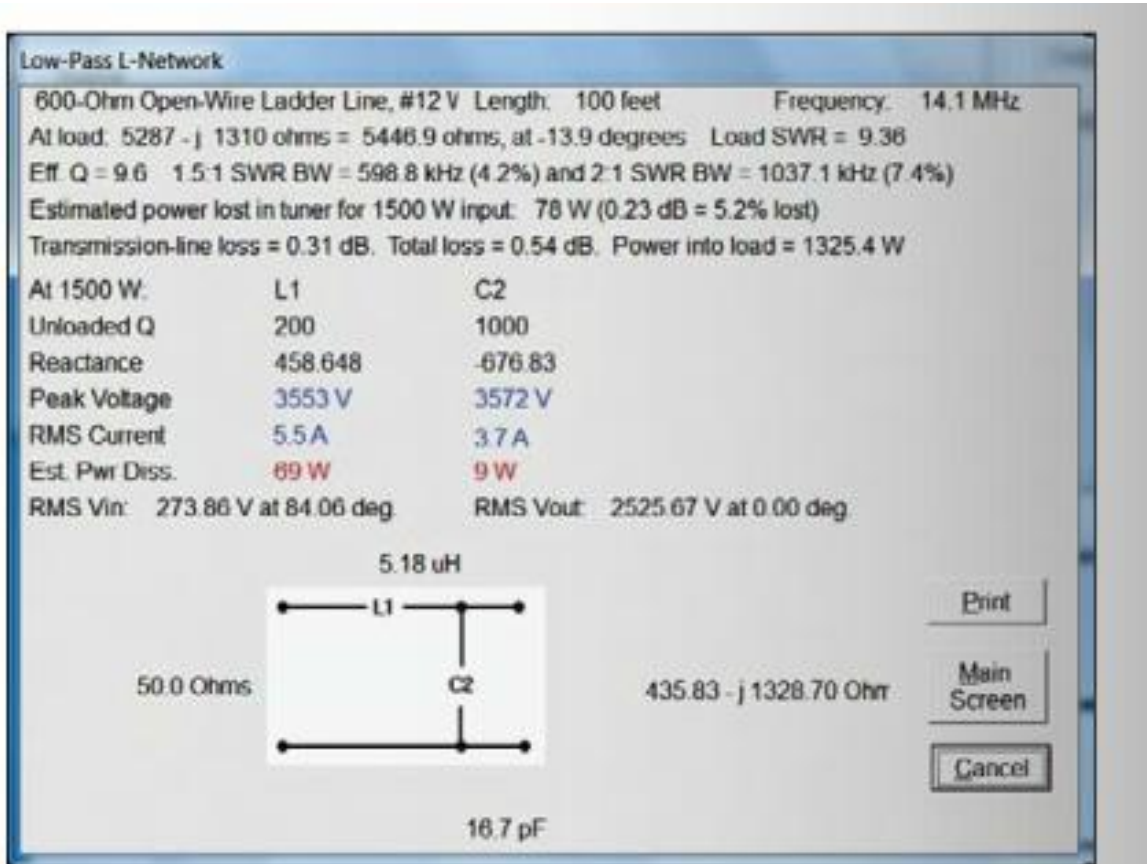 Low-Pass L-Network
600-Ohm Open-Wire Ladder Line, #12 V Length: 100 feet Frequency: 14.1 MHz
At load: 5287 - j 1310 ohms = 5446.9 ohms, at -13.9 degrees Load SWR = 9.36
Eff. Q = 9.6 1.5:1 SWR BW = 598.8 kHz (4.2%) and 2:1 SWR BW = 1037.1 kHz (7.4%)
Estimated power lost in tuner for 1500 W input: 78 W (0.23 dB = 5.2% lost)
Transmission-line loss = 0.31 dB. Total loss = 0.54 dB. Power into load = 1325.4 W
At 1500 W: L1 C2
Unloaded Q 200 1000
Reactance 458.648 -676.83
Peak Voltage 3553 V 3572 V
RMS Current 5.5 A 3.7 A
Est. Pwr Diss. 69 W 9 W
RMS Vin: 273.86 V at 84.06 deg. RMS Vout: 2525.67 V at 0.00 deg.
5.18 uH
L1
Print
50.0 Ohms
C2
435.83 - j 1328.70 Ohm
Main
Screen
Cancel
16.7 pF